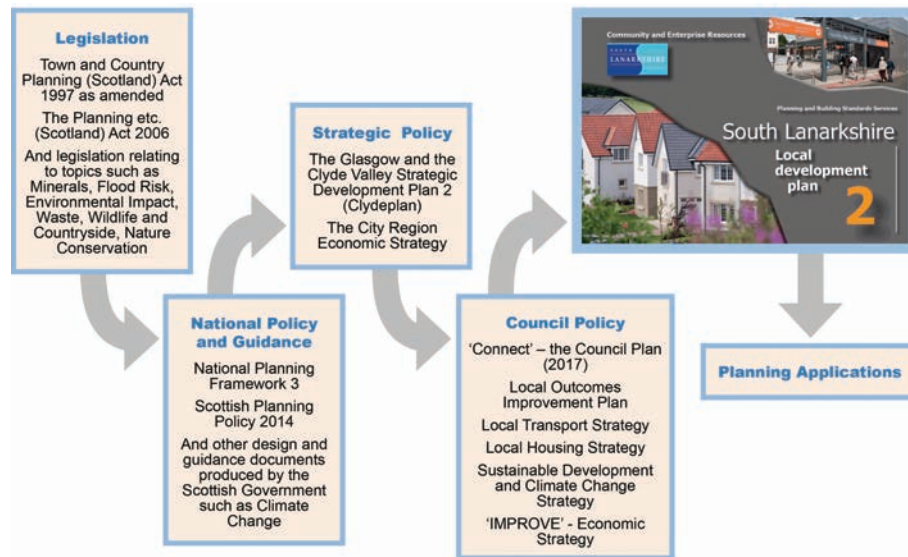 Legislation
Town and Country
Planning (Scotland) Act
1997 as amended
The Planning etc.
(Scotland) Act 2006
And legislation relating
to topics such as
Minerals, Flood Risk,
Environmental Impact,
Waste, Wildlife and
Countryside, Nature
Conservation
National Policy
and Guidance
National Planning
Framework 3
Scottish Planning
Policy 2014
And other design and
guidance documents
produced by the
Scottish Government
such as Climate
Change
Strategic Policy
The Glasgow and the
Clyde Valley Strategic
Development Plan 2
(Clydeplan)
The City Region
Economic Strategy
Council Policy
‘Connect’ – the Council Plan
(2017)
Local Outcomes
Improvement Plan
Local Transport Strategy
Local Housing Strategy
Sustainable Development
and Climate Change
Strategy
‘IMPROVE’ - Economic
Strategy
Community and Enterprise Resources
SOUTH
LANARKSHIRE
Planning and Building Standards Services
South Lanarkshire
Local
development
plan
2
Planning Applications